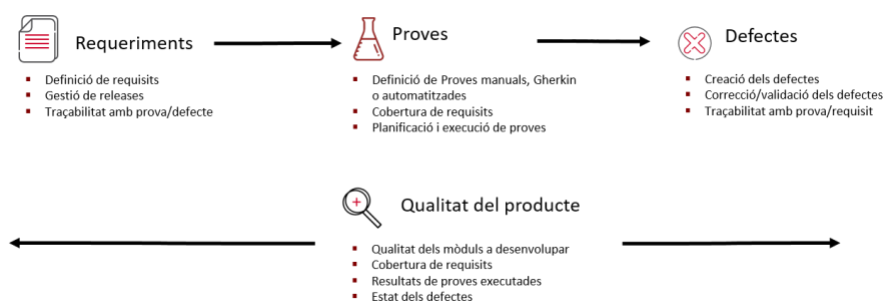 Requeriments
Definició de requisits
Gestió de releases
Traçabilitat amb prova/defecte
Proves
Definició de Proves manuals, Gherkin
o automatitzades
Cobertura de requisits
Planificació i execució de proves
Defectes
Creació dels defectes
Correcció/validació dels defectes
Traçabilitat amb prova/requisit
Qualitat del producte
Qualitat dels mòduls a desenvolupar
Cobertura de requisits
Resultats de proves executades
Estat dels defectes